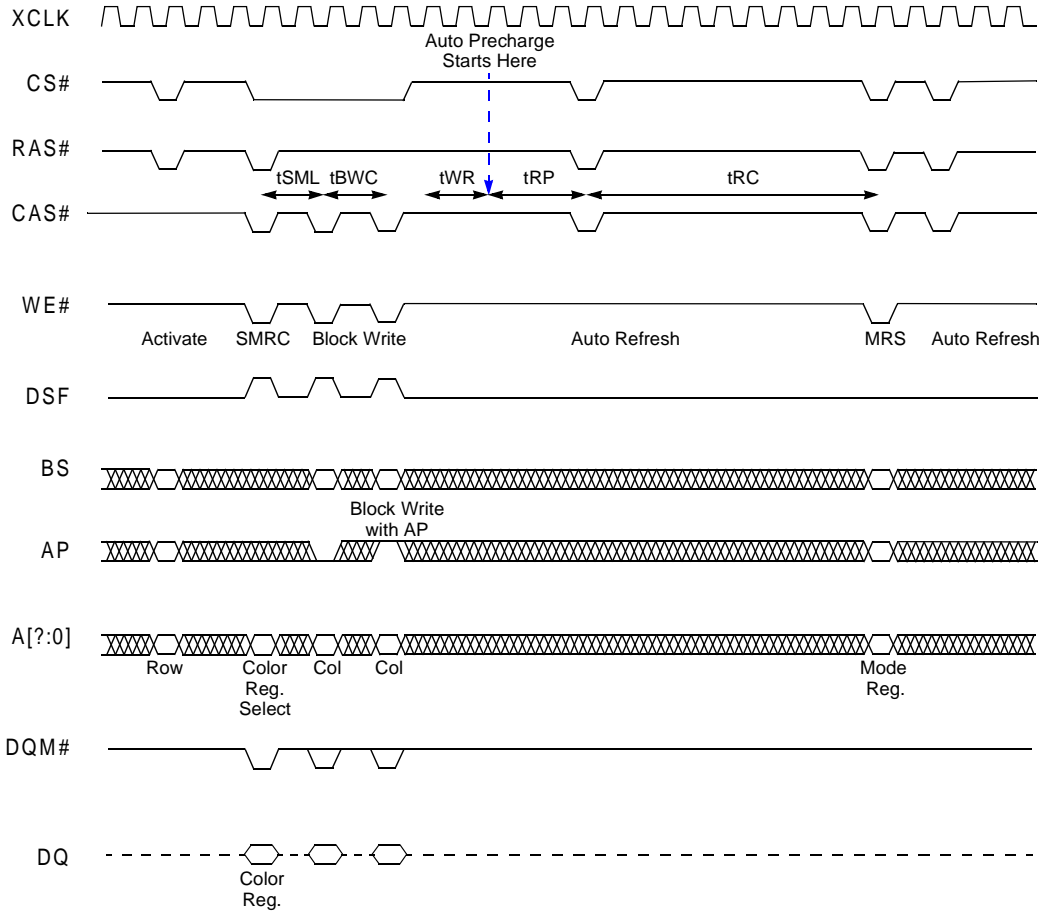 XCLK
Auto Precharge
Starts Here
CS#
RAS#
tSML tBWC tWR tRP tRC
CAS#
WE#
Activate SMRC Block Write Auto Refresh MRS Auto Refresh
DSF
BS
Block Write
with AP
AP
A[?:0]
Row Color Col Col Mode
Reg. Reg.
Select
DQM#
DQ
Color
Reg.